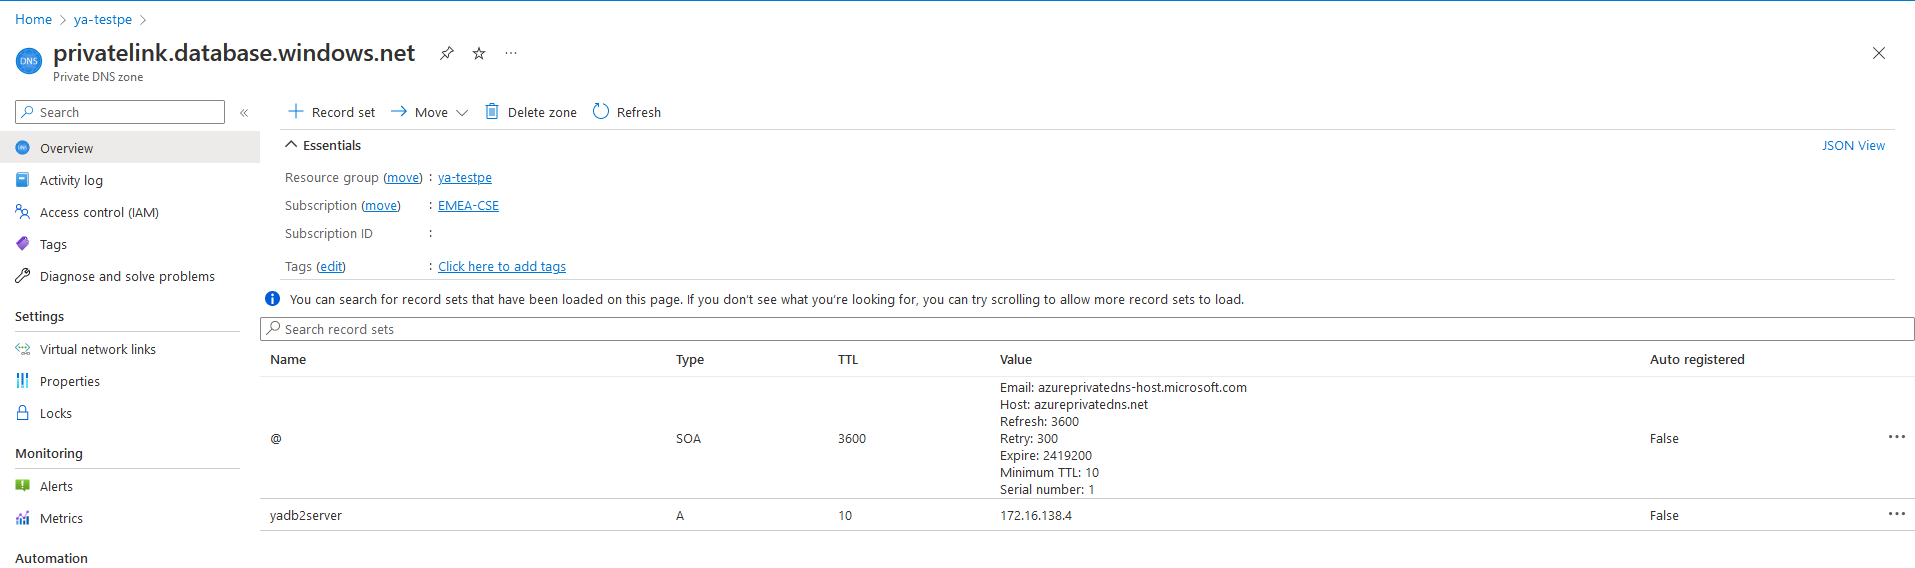 Home > ya-testpe >
DNS
privatelink.database.windows.net ...
Private DNS zone
Search «
Overview
Activity log
Access control (IAM)
Tags
Diagnose and solve problems
Settings
Virtual network links
Properties
Locks
Monitoring
Alerts
Metrics
Automation
+ Record set Move Delete zone Refresh
Essentials JSON View
Resource group (move) : ya-testpe
Subscription (move) : EMEA-CSE
Subscription ID :
Tags (edit) : Click here to add tags
You can search for record sets that have been loaded on this page. If you don't see what you're looking for, you can try scrolling to allow more record sets to load.
Search record sets
Name Type TTL Value Auto registered
@ SOA 3600
Email: azureprivatedns-host.microsoft.com
Host: azureprivatedns.net
Refresh: 3600
Retry: 300
Expire: 2419200
Minimum TTL: 10
Serial number: 1
False ...
yadb2server A 10 172.16.138.4 False ...